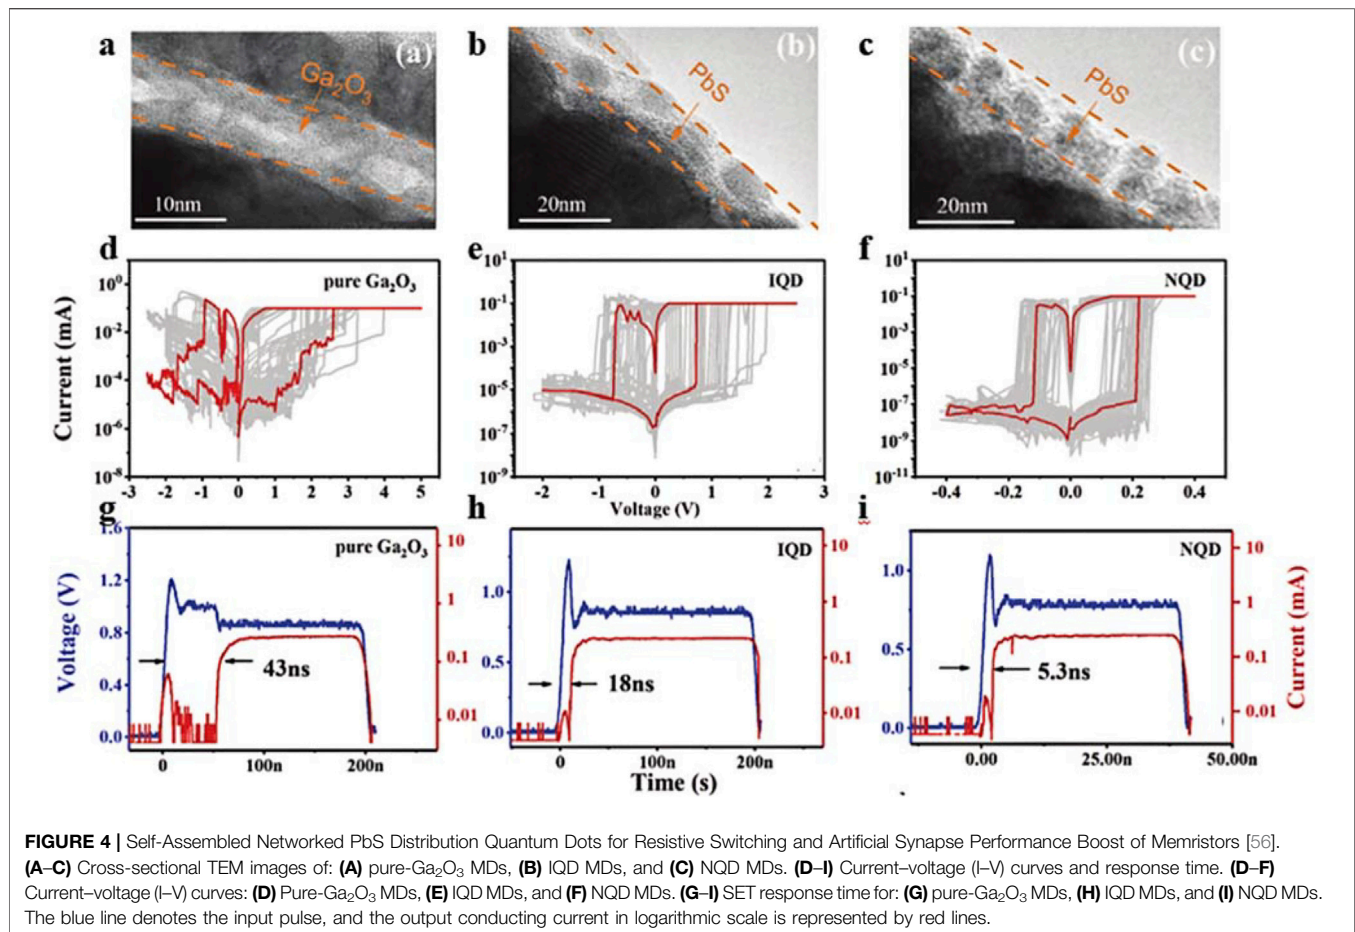 a
(a)
Ga₂O₃
10nm
b
(b)
PbS
20nm
c
(c)
PbS
20nm
d
pure Ga₂O₃
10⁰
10⁻²
10⁻⁴
10⁻⁶
10⁻⁸
Current (mA)
-3 -2 -1 0 1 2 3 4 5
e
IQD
10¹
10⁻¹
10⁻³
10⁻⁵
10⁻⁷
10⁻⁹
-2 -1 0 1 2 3
Voltage (V)
f
NQD
10¹
10⁻¹
10⁻³
10⁻⁵
10⁻⁷
10⁻⁹
10⁻¹¹
-0.4 -0.2 0.0 0.2 0.4
g
pure Ga₂O₃
1.6
1.2
0.8
0.4
0.0
Voltage (V)
43ns
10
1
0.1
0.01
0 100n 200n
h
IQD
1.0
0.5
0.0
18ns
10
1
0.1
0.01
0 100n 200n
Time (s)
i
NQD
1.0
0.5
0.0
5.3ns
10
1
0.1
0.01
Current (mA)
0.00 25.00n 50.00n
FIGURE 4 | Self-Assembled Networked PbS Distribution Quantum Dots for Resistive Switching and Artificial Synapse Performance Boost of Memristors [56].
(A–C) Cross-sectional TEM images of: (A) pure-Ga₂O₃ MDs, (B) IQD MDs, and (C) NQD MDs. (D–I) Current–voltage (I–V) curves and response time. (D–F)
Current–voltage (I–V) curves: (D) Pure-Ga₂O₃ MDs, (E) IQD MDs, and (F) NQD MDs. (G–I) SET response time for: (G) pure-Ga₂O₃ MDs, (H) IQD MDs, and (I) NQD MDs.
The blue line denotes the input pulse, and the output conducting current in logarithmic scale is represented by red lines.